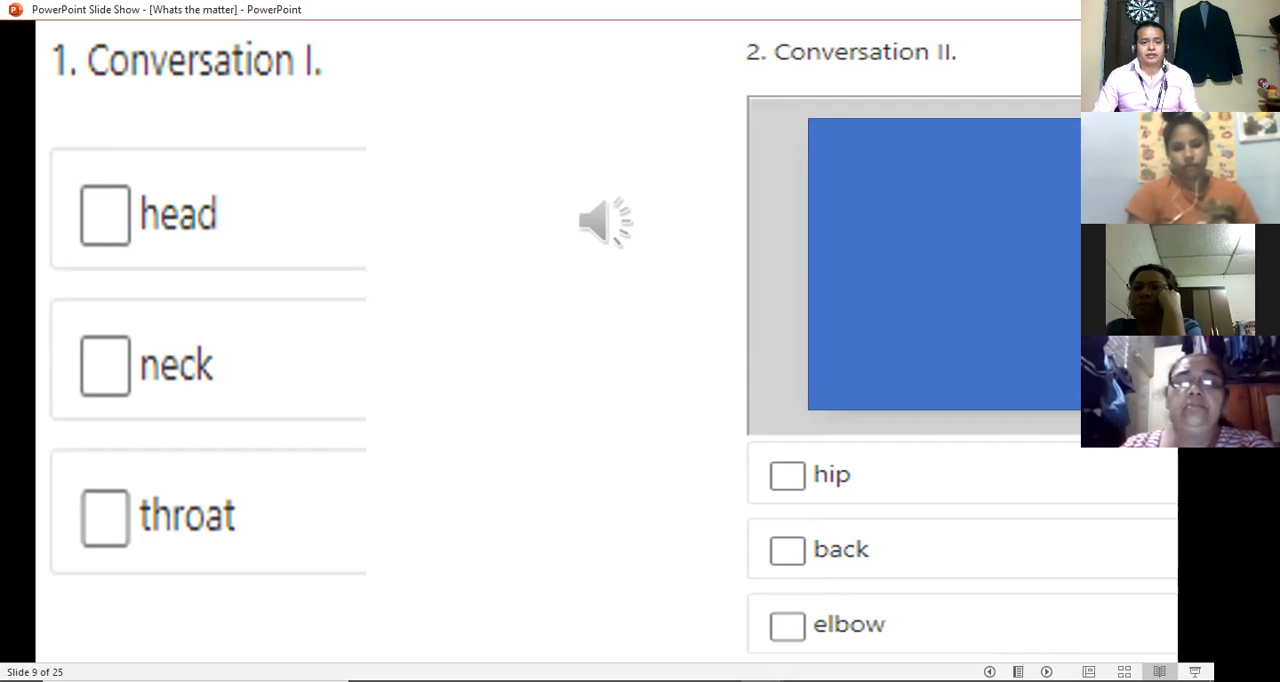 PowerPoint Slide Show - [Whats the matter] - PowerPoint
1. Conversation I.
head
neck
throat
2. Conversation II.
hip
back
elbow
Slide 9 of 25